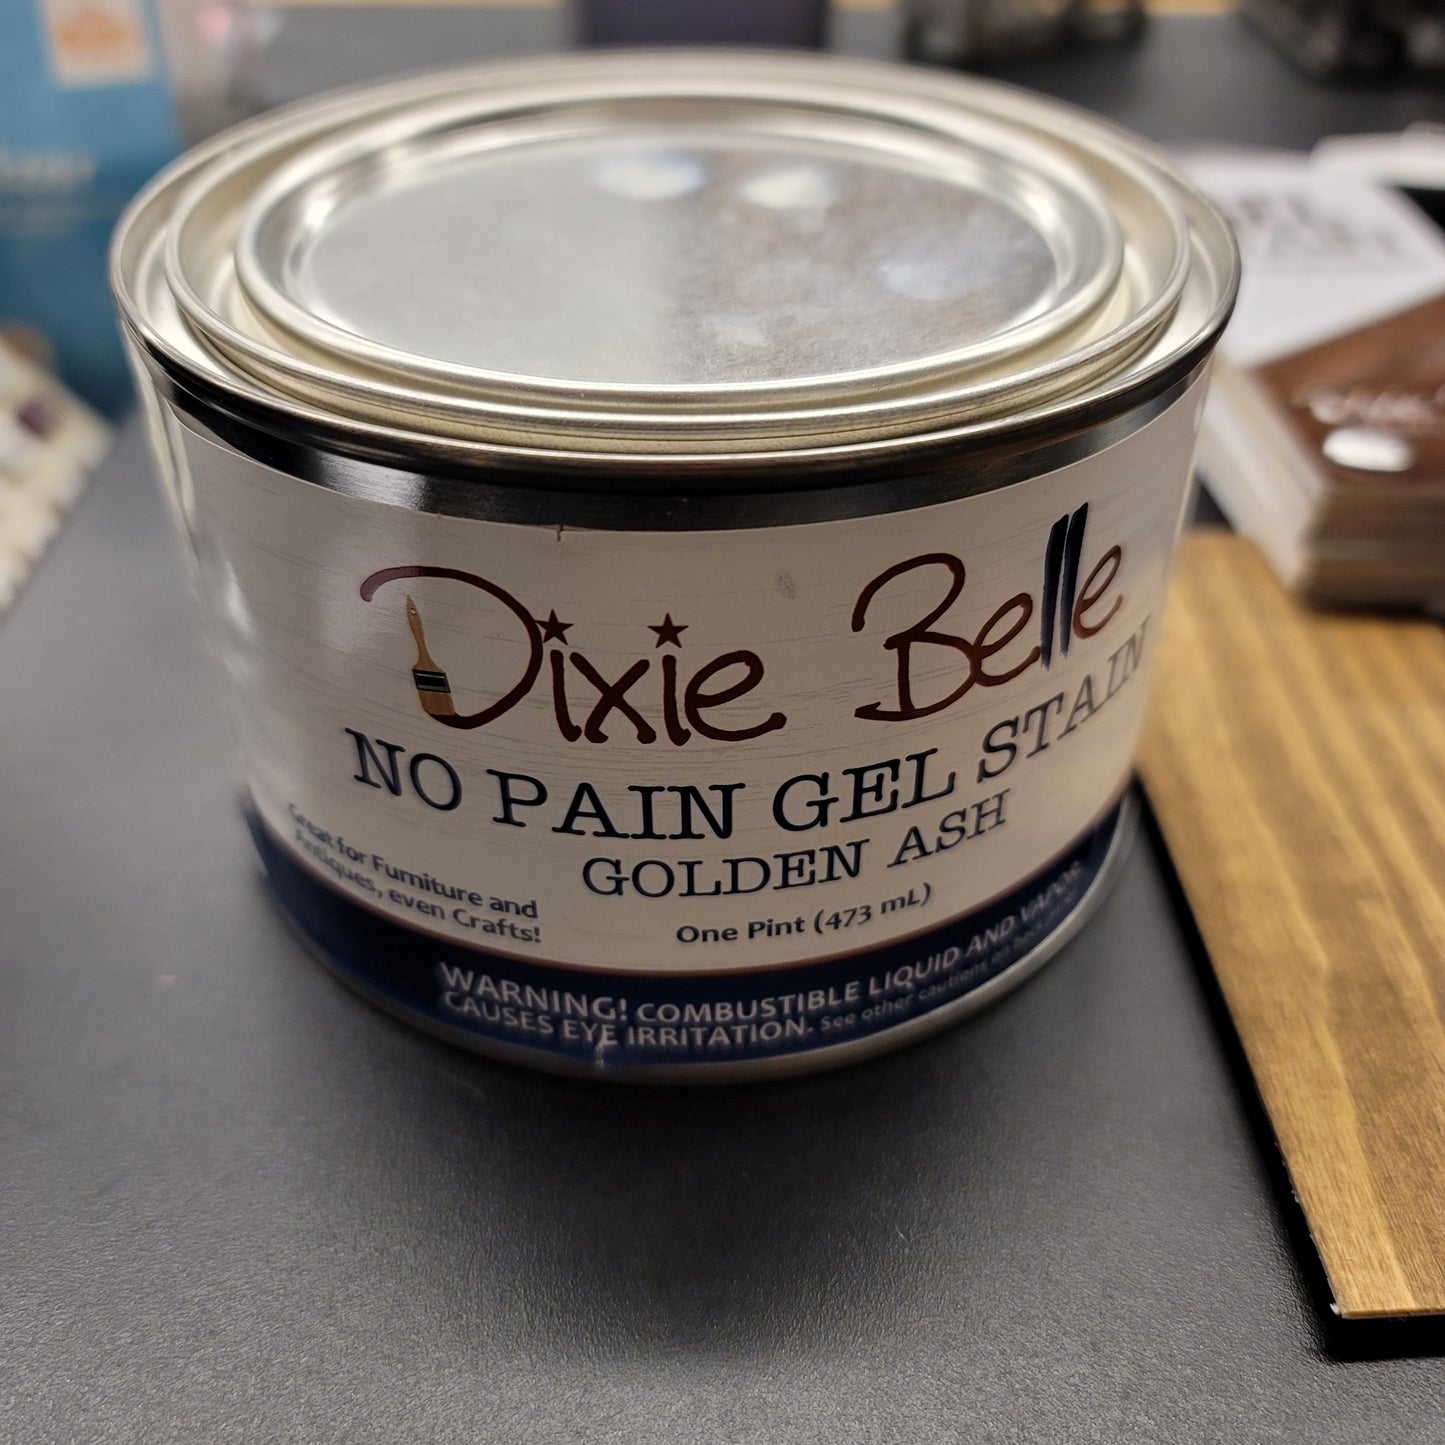 Dixie Belle
NO PAIN GEL STAIN
GOLDEN ASH
Great for Furniture and
Antiques, even Crafts!
One Pint (473 mL)
WARNING! COMBUSTIBLE LIQUID AND VAPOR.
CAUSES EYE IRRITATION. See other cautions on back